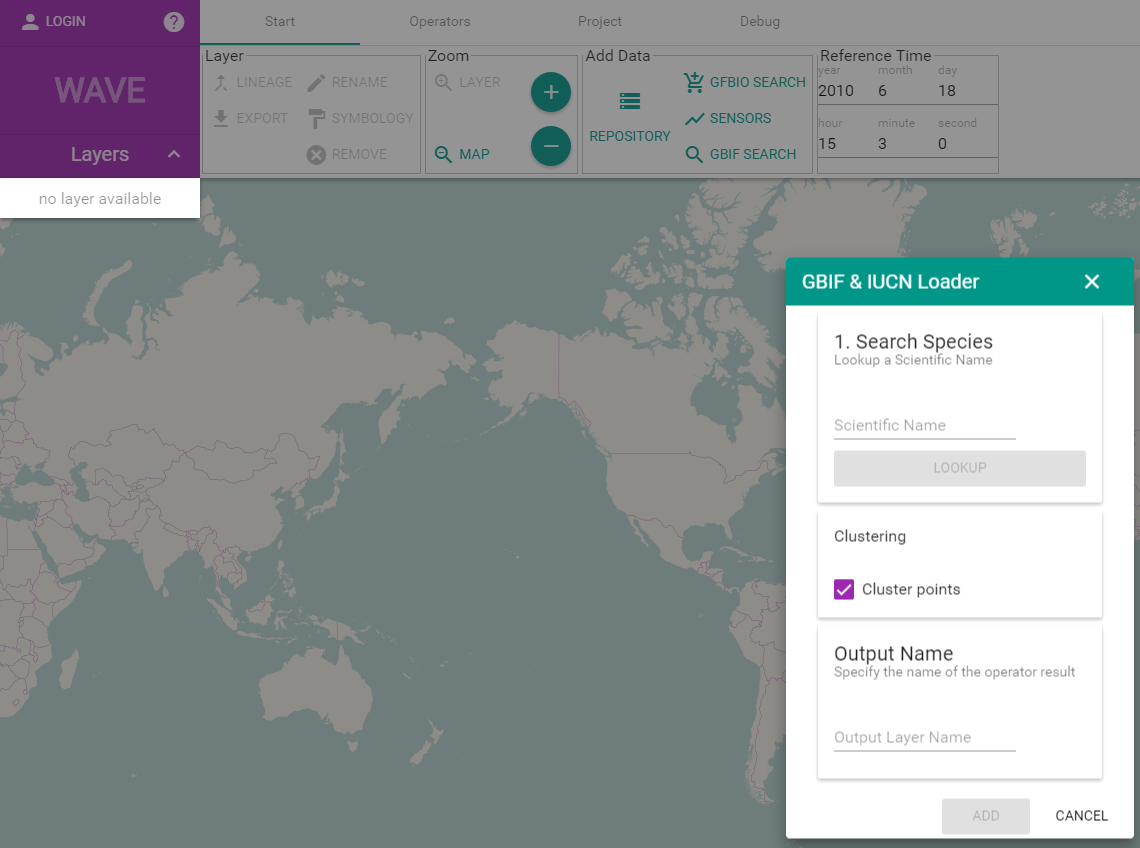 LOGIN
?
Start
Operators
Project
Debug
WAVE
Layers
no layer available
Layer
LINEAGE
RENAME
EXPORT
SYMBOLOGY
REMOVE
Zoom
LAYER
MAP
Add Data
REPOSITORY
GFBIO SEARCH
SENSORS
GBIF SEARCH
Reference Time
year month day
2010 6 18
hour minute second
15 3 0
GBIF & IUCN Loader
1. Search Species
Lookup a Scientific Name
Scientific Name
LOOKUP
Clustering
Cluster points
Output Name
Specify the name of the operator result
Output Layer Name
ADD CANCEL